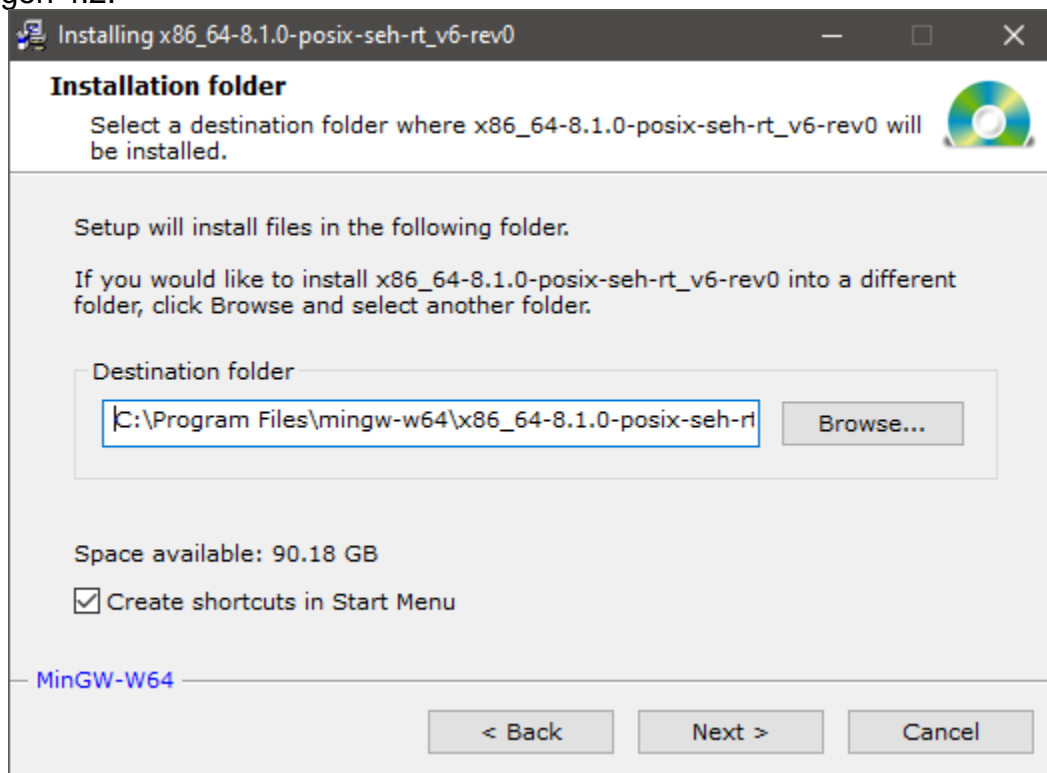 Installing x86_64-8.1.0-posix-seh-rt_v6-rev0
Installation folder
Select a destination folder where x86_64-8.1.0-posix-seh-rt_v6-rev0 will
be installed.
Setup will install files in the following folder.
If you would like to install x86_64-8.1.0-posix-seh-rt_v6-rev0 into a different
folder, click Browse and select another folder.
Destination folder
C:\Program Files\mingw-w64\x86_64-8.1.0-posix-seh-rt
Browse...
Space available: 90.18 GB
Create shortcuts in Start Menu
MinGW-W64
< Back
Next >
Cancel